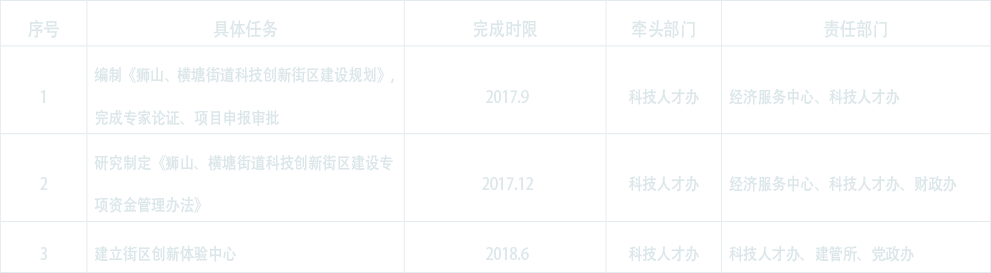 序号 具体任务 完成时限 牵头部门 责任部门
编制《狮山、横塘街道科技创新街区建设规划》，
1 2017.9 科技人才办 经济服务中心、科技人才办
完成专家论证、项目申报审批
研究制定《狮山、横塘街道科技创新街区建设专
2 2017.12 科技人才办 经济服务中心、科技人才办、财政办
项资金管理办法》
3 建立街区创新体验中心 2018.6 科技人才办 科技人才办、建管所、党政办